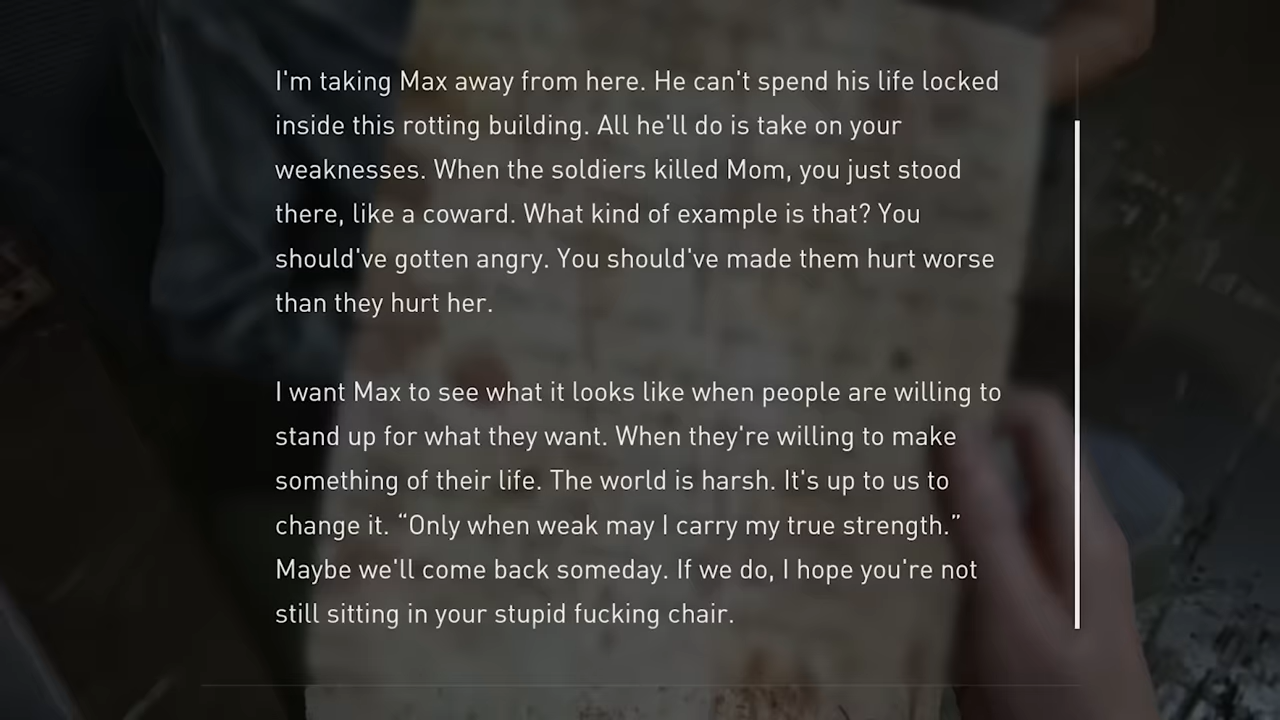 I'm taking Max away from here. He can't spend his life locked
inside this rotting building. All he'll do is take on your
weaknesses. When the soldiers killed Mom, you just stood
there, like a coward. What kind of example is that? You
should've gotten angry. You should've made them hurt worse
than they hurt her.
I want Max to see what it looks like when people are willing to
stand up for what they want. When they're willing to make
something of their life. The world is harsh. It's up to us to
change it. “Only when weak may I carry my true strength.”
Maybe we'll come back someday. If we do, I hope you're not
still sitting in your stupid fucking chair.